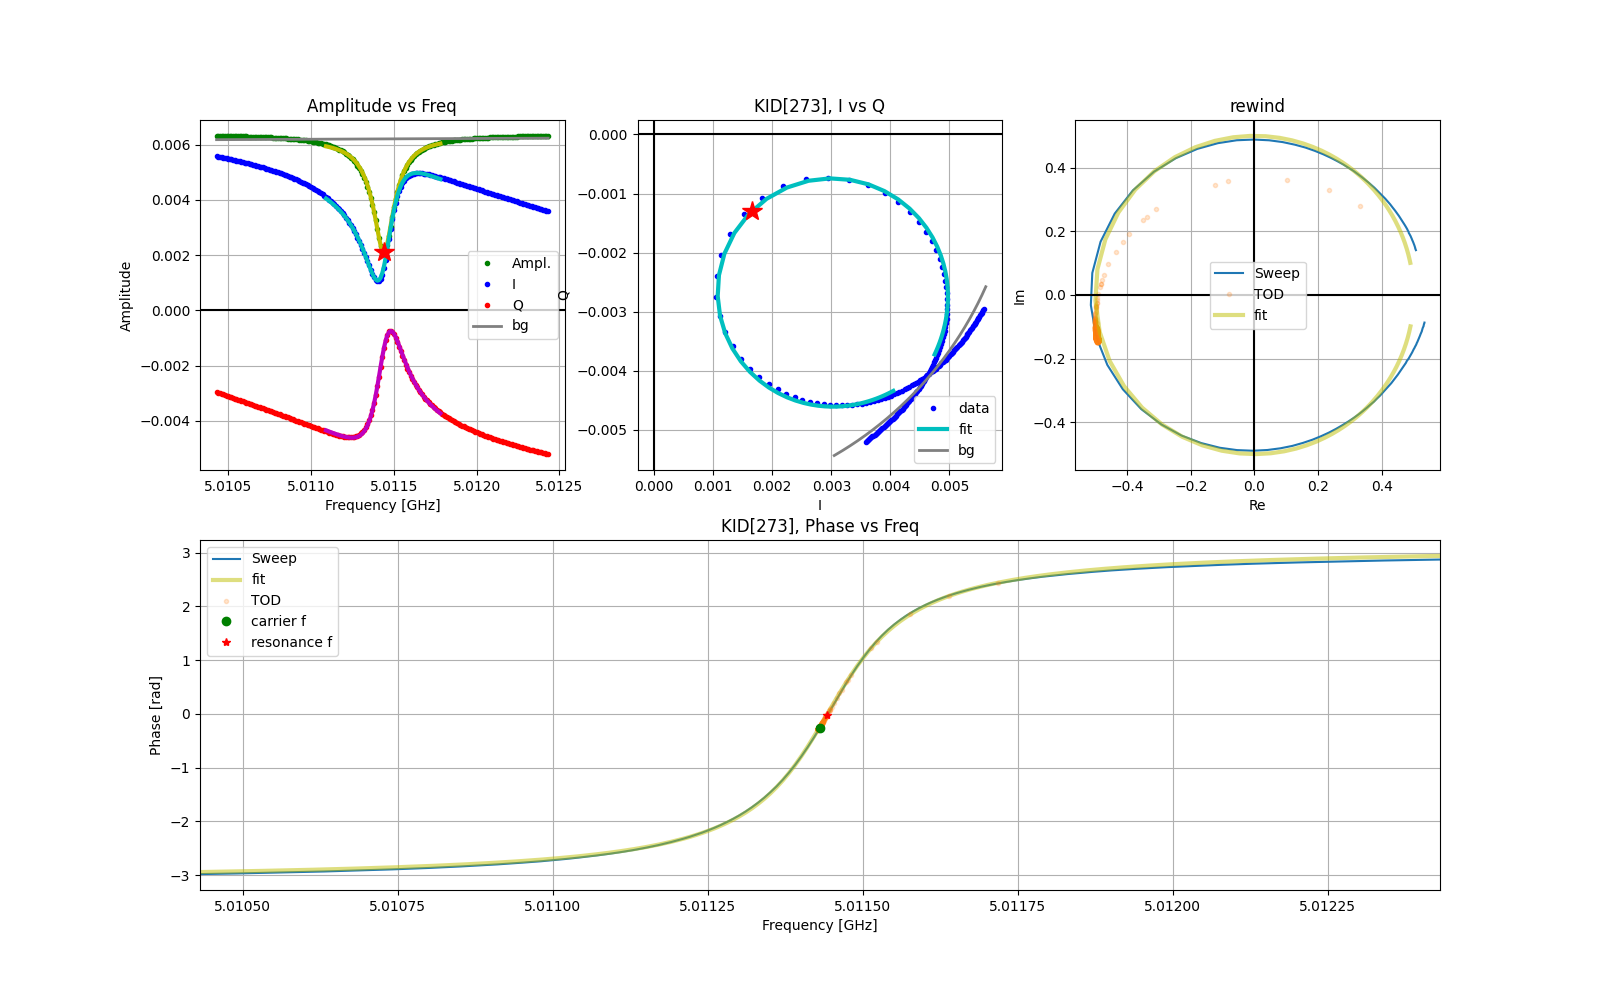 Amplitude vs Freq
Amplitude
0.006
0.004
0.002
0.000
−0.002
−0.004
Ampl.
I
Q
bg
5.0105
5.0110
5.0115
5.0120
5.0125
Frequency [GHz]
KID[273], I vs Q
Q
0.000
−0.001
−0.002
−0.003
−0.004
−0.005
data
fit
bg
0.000
0.001
0.002
0.003
0.004
0.005
I
rewind
Im
0.4
0.2
0.0
−0.2
−0.4
Sweep
TOD
fit
−0.4
−0.2
0.0
0.2
0.4
Re
KID[273], Phase vs Freq
Phase [rad]
3
2
1
0
−1
−2
−3
Sweep
fit
TOD
carrier f
resonance f
5.01050
5.01075
5.01100
5.01125
5.01150
5.01175
5.01200
5.01225
Frequency [GHz]